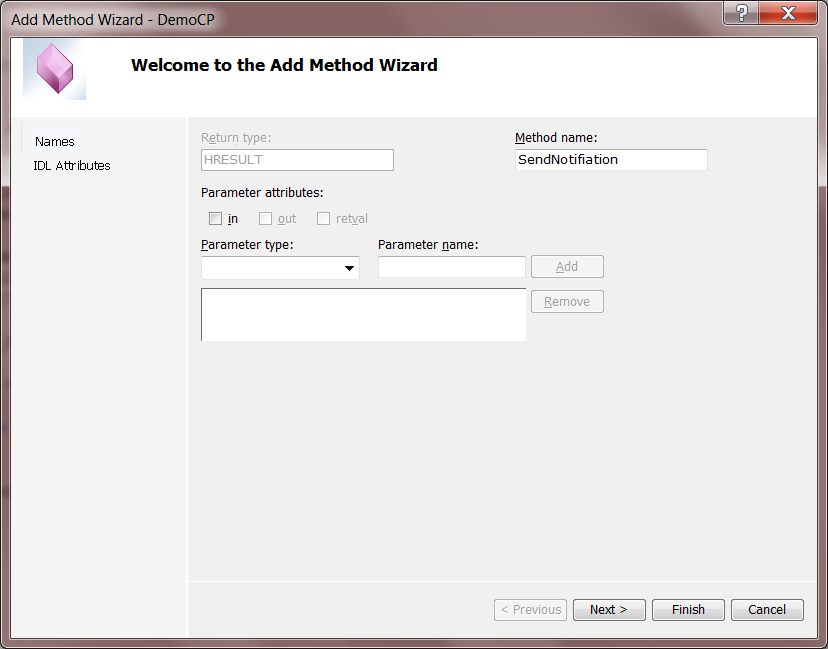 Add Method Wizard - DemoCP
?
Welcome to the Add Method Wizard
Names
IDL Attributes
Return type:
Method name:
HRESULT
SendNotifiation
Parameter attributes:
in out retval
Parameter type:
Parameter name:
Add
Remove
< Previous Next > Finish Cancel